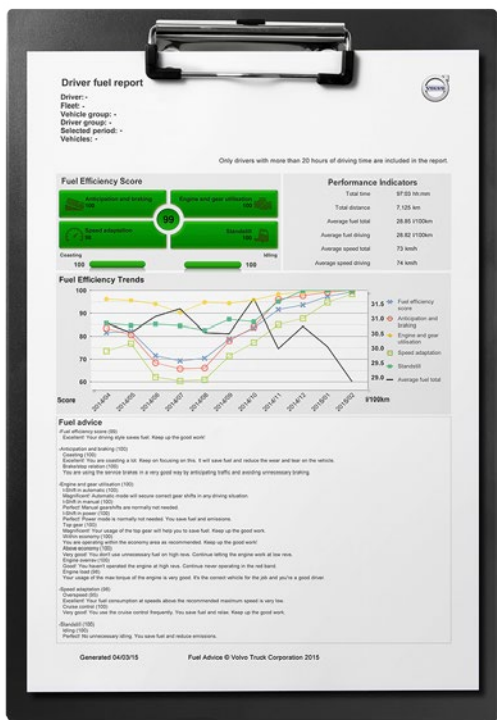 Driver fuel report
VOLVO
Driver: -
Fleet: -
Vehicle group: -
Driver group: -
Selected period: -
Vehicles: -
Only drivers with more than 20 hours of driving time are included in the report.
Fuel Efficiency Score
Anticipation and braking
100
Engine and gear utilisation
100
99
Speed adaptation
98
Standstill
100
Coasting
100
Idling
100
Performance Indicators
Total time 97:03 hh:mm
Total distance 7,125 km
Average fuel total 28.85 l/100km
Average fuel driving 28.82 l/100km
Average speed total 73 km/h
Average speed driving 74 km/h
Fuel Efficiency Trends
100
90
80
70
60
Score
2014/04 2014/05 2014/06 2014/07 2014/08 2014/09 2014/10 2014/11 2014/12 2015/01 2015/02
31.5
31.0
30.5
30.0
29.5
29.0
l/100km
Fuel efficiency score
Anticipation and braking
Engine and gear utilisation
Speed adaptation
Standstill
Average fuel total
Fuel advice
-Fuel efficiency score (99)
Excellent! Your driving style saves fuel. Keep up the good work!
-Anticipation and braking (100)
Coasting (100)
Excellent! You are coasting a lot. Keep on focusing on this. It will save fuel and reduce the wear and tear on the vehicle.
Brake/stop relation (100)
You are using the service brakes in a very good way by anticipating traffic and avoiding unnecessary braking.
-Engine and gear utilisation (100)
I-Shift in automatic (100)
Magnificent! Automatic mode will secure correct gear shifts in any driving situation.
I-Shift in manual (100)
Perfect! Manual gearshifts are normally not needed.
I-Shift in power (100)
Perfect! Power mode is normally not needed. You save fuel and emissions.
Top gear (100)
Magnificent! Your usage of the top gear will help you to save fuel. Keep up the good work.
Within economy (100)
You are operating within the economy area as recommended. Keep up the good work!
Above economy (100)
Very good! You don't use unnecessary fuel on high revs. Continue letting the engine work at low revs.
Engine overrev (100)
Good! You haven't operated the engine at high revs. Continue never operating in the red band.
Engine load (98)
Your usage of the max torque of the engine is very good. It's the correct vehicle for the job and you're a good driver.
-Speed adaptation (98)
Overspeed (95)
Excellent! Your fuel consumption at speeds above the recommended maximum speed is very low.
Cruise control (100)
Very good! You use the cruise control frequently. You save fuel and relax. Keep up the good work.
-Standstill (100)
Idling (100)
Perfect! No unnecessary idling. You save fuel and reduce emissions.
Generated 04/03/15
Fuel Advice © Volvo Truck Corporation 2015